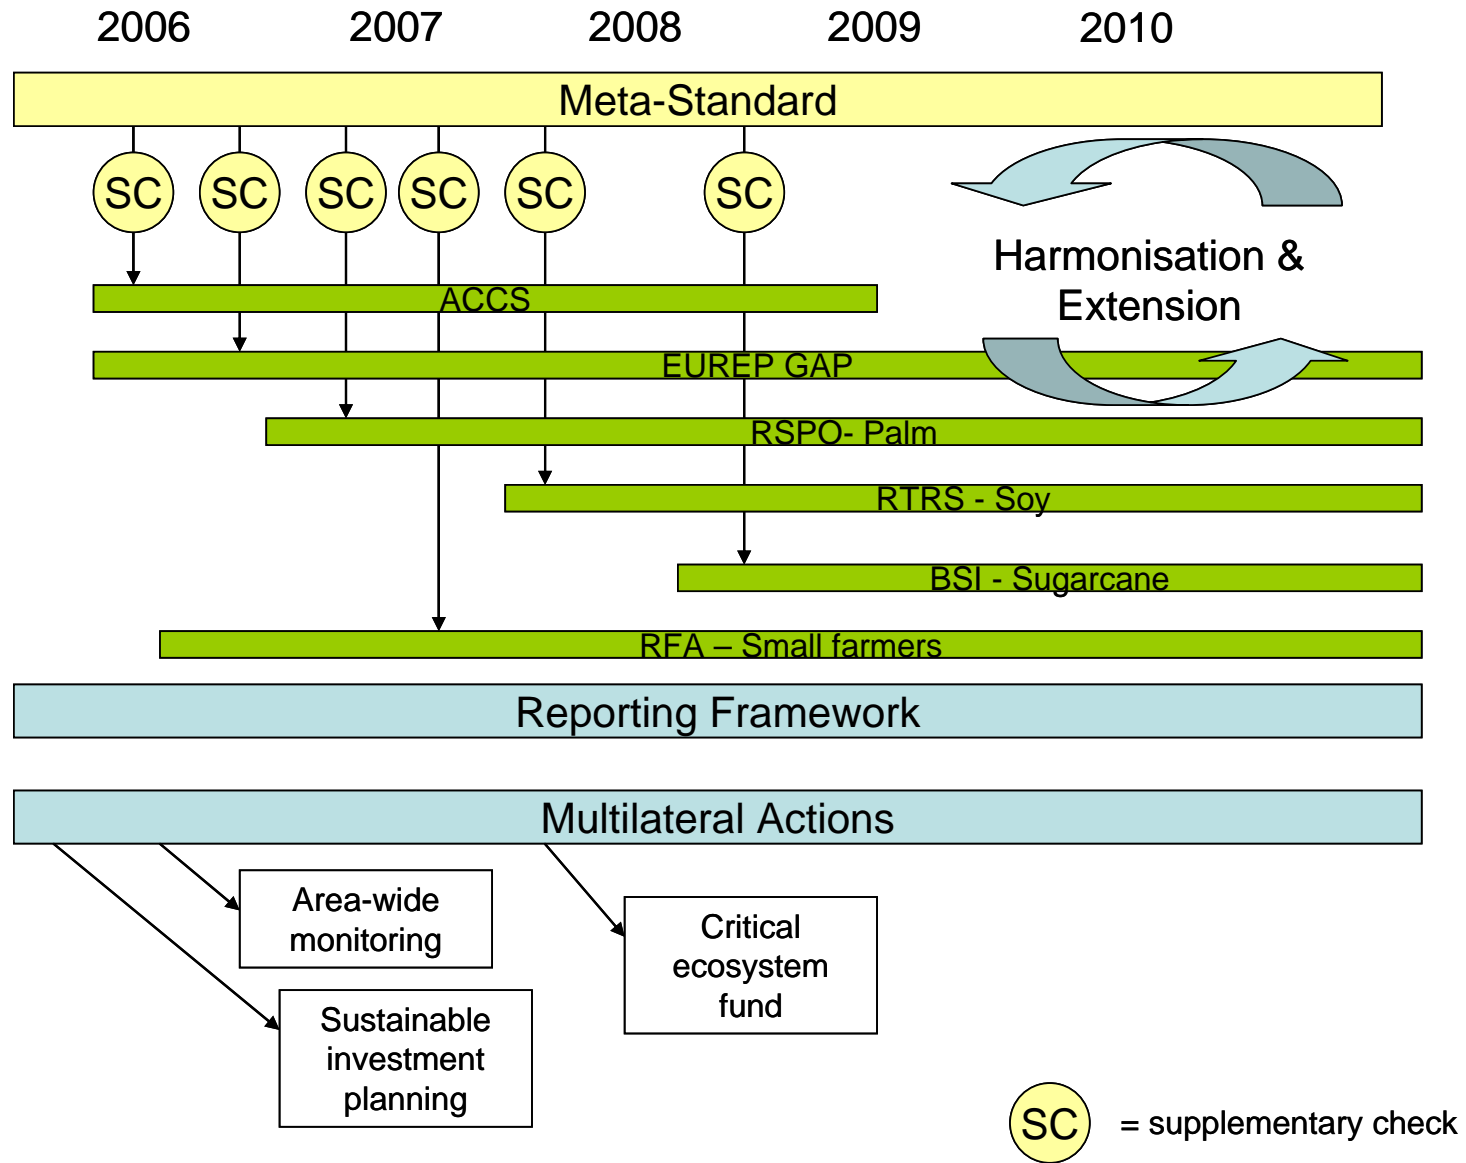 2006 2007 2008 2009 2010
Meta-Standard
SC SC SC SC SC SC
Harmonisation &
Extension
ACCS
EUREP GAP
RSPO- Palm
RTRS - Soy
BSI - Sugarcane
RFA – Small farmers
Reporting Framework
Multilateral Actions
Area-wide
monitoring
Critical
ecosystem
fund
Sustainable
investment
planning
SC = supplementary check